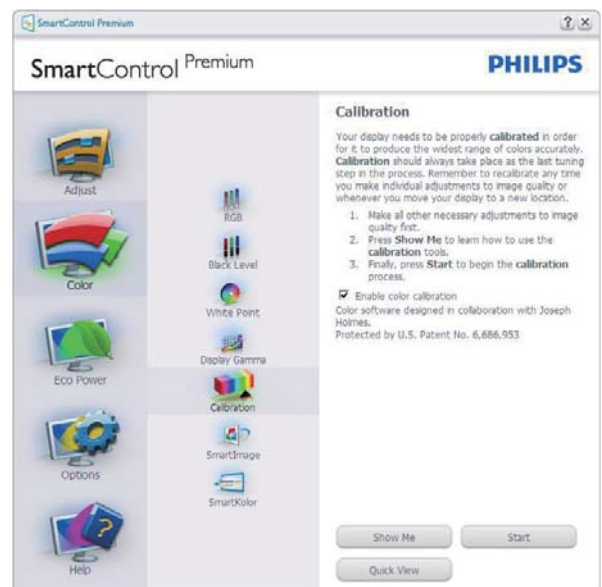 SmartControl Premium
SmartControl Premium
PHILIPS
Adjust
Color
Eco Power
Options
Help
RGB
Black Level
White Point
Display Gamma
Calibration
SmartImage
SmartKolor
Calibration
Your display needs to be properly calibrated in order
for it to produce the widest range of colors accurately.
Calibration should always take place as the last tuning
step in the process. Remember to recalibrate any time
you make individual adjustments to image quality or
whenever you move your display to a new location.
1. Make all other necessary adjustments to image
quality first.
2. Press Show Me to learn how to use the
calibration tools.
3. Finally, press Start to begin the calibration
process.
Enable color calibration
Color software designed in collaboration with Joseph
Holmes.
Protected by U.S. Patent No. 6,686,953
Show Me
Start
Quick View